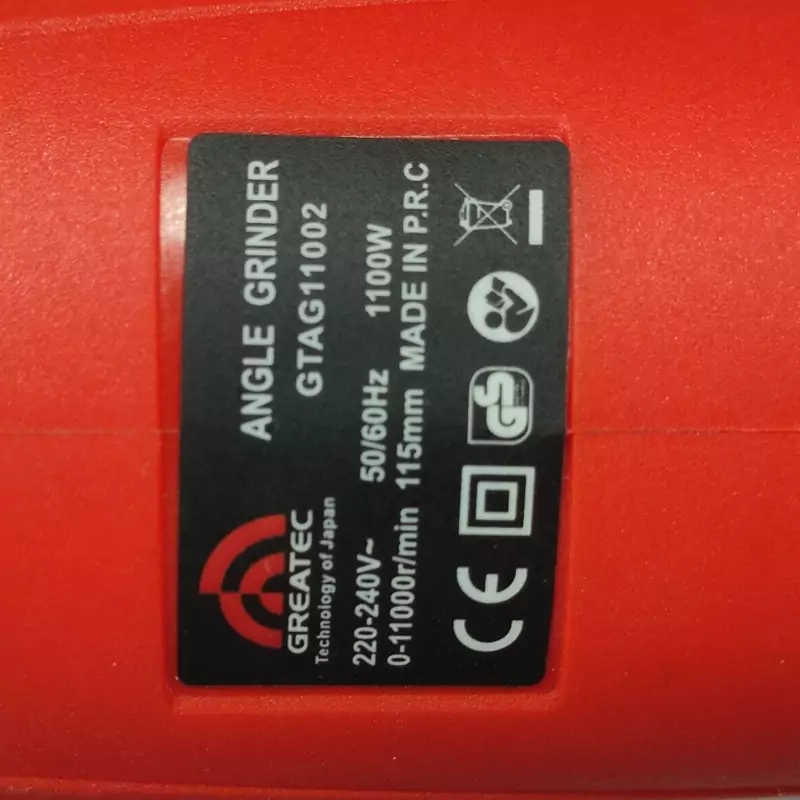 ANGLE GRINDER
GTAG11002
GREATEC
Technology of Japan
220-240V~ 50/60Hz 1100W
0-11000r/min 115mm MADE IN P.R.C
CE
GS